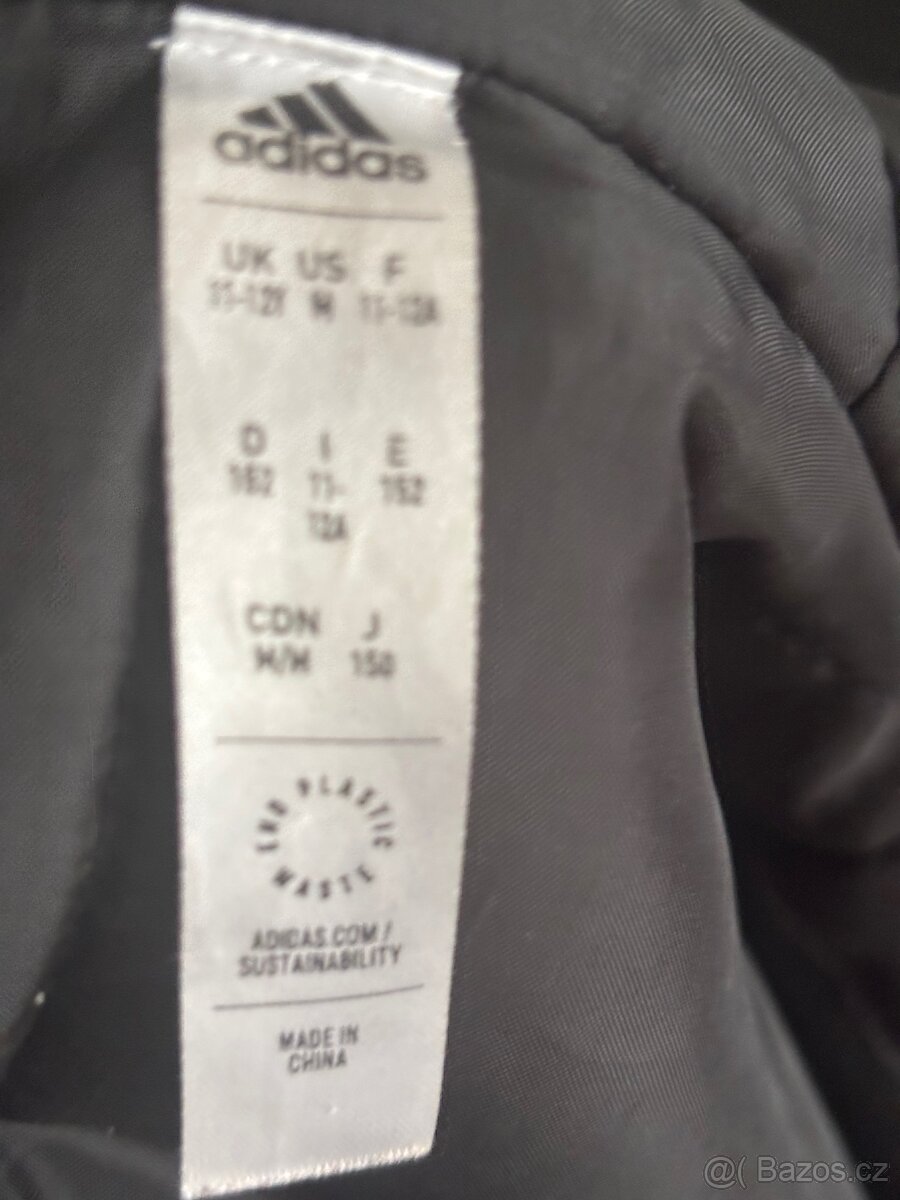 adidas
UK US F
11-12Y M 11-12A
D I E
152 11- 152
12A
CDN J
M/M 150
END PLASTIC WASTE
ADIDAS.COM/
SUSTAINABILITY
MADE IN
CHINA
@( Bazos.cz